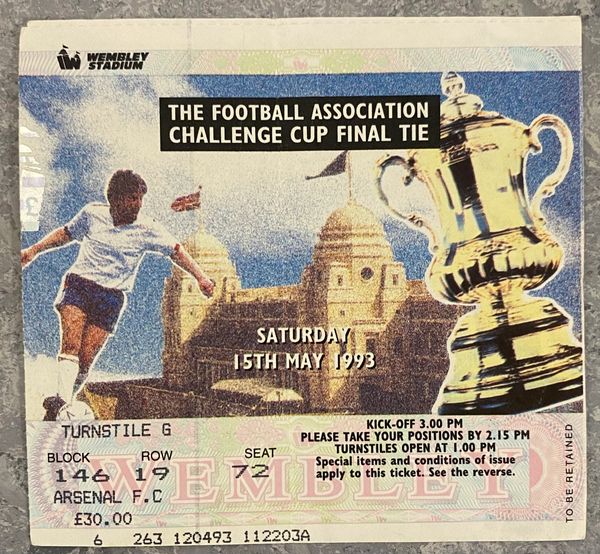 WEMBLEY
STADIUM
THE FOOTBALL ASSOCIATION
CHALLENGE CUP FINAL TIE
SATURDAY
15TH MAY 1993
TURNSTILE G
BLOCK ROW SEAT
146 19 72
ARSENAL F.C
£30.00
6 263 120493 112203A
KICK-OFF 3.00 PM
PLEASE TAKE YOUR POSITIONS BY 2.15 PM
TURNSTILES OPEN AT 1.00 PM
Special items and conditions of issue
apply to this ticket. See the reverse.
WEMBLEY
TO BE RETAINED